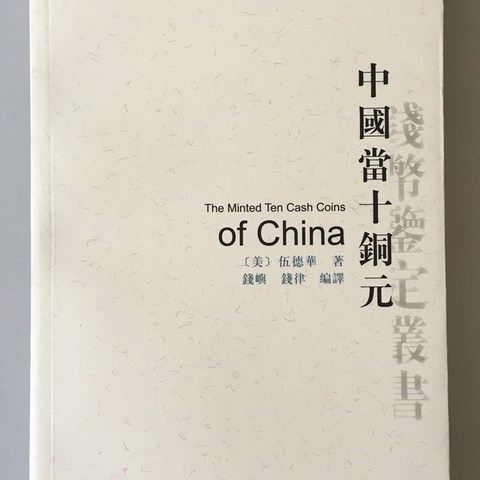 中國當十銅元
錢幣鑒定叢書
The Minted Ten Cash Coins
of China
〔美〕伍德華 著
錢嶼 錢律 編譯